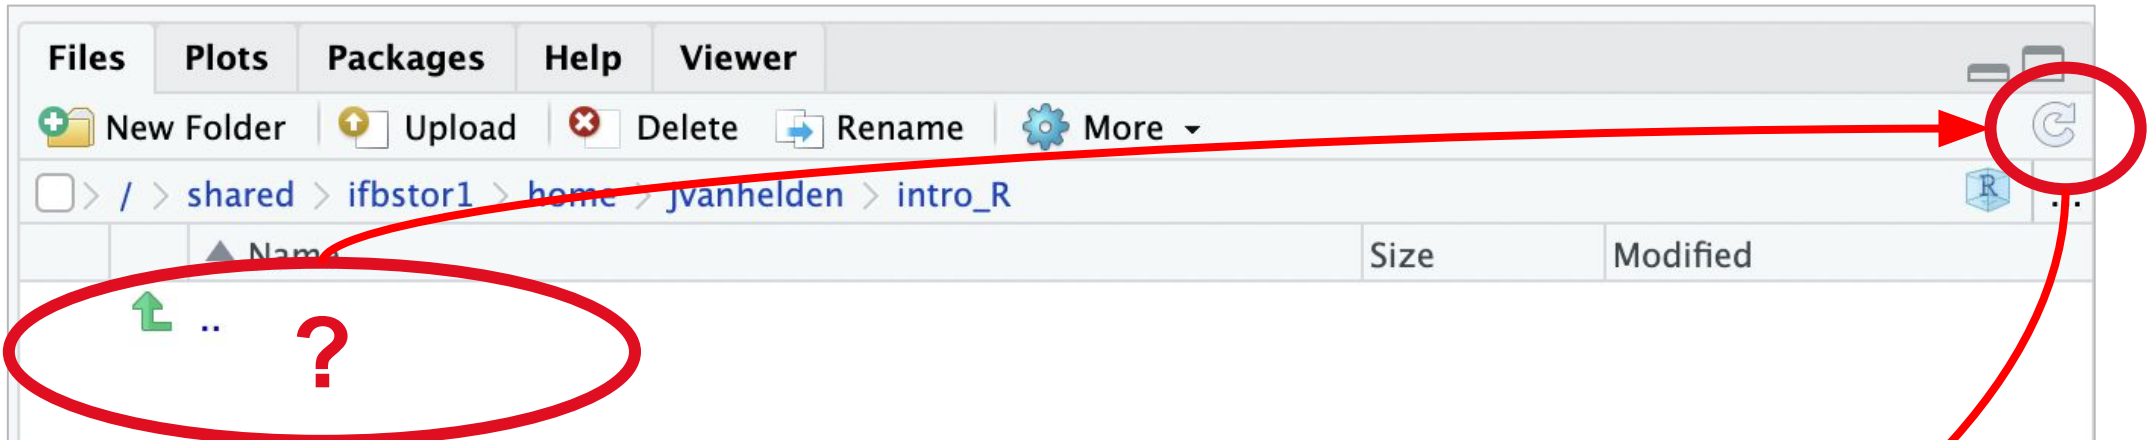 Files Plots Packages Help Viewer
New Folder Upload Delete Rename More
/ > shared > ifbstor1 > home > jvanhelden > intro_R R ...
Name Size Modified
..
?